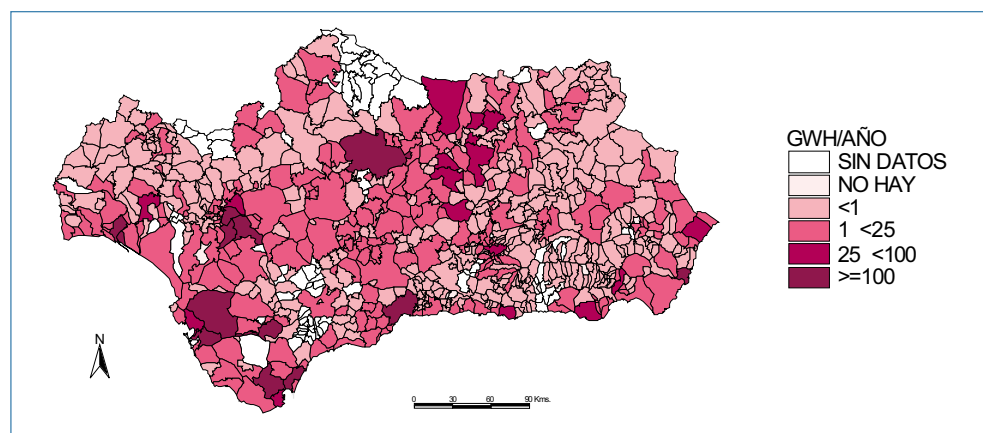 GWH/AÑO
SIN DATOS
NO HAY
<1
1 <25
25 <100
>=100
N
0 30 60 90 Kms.